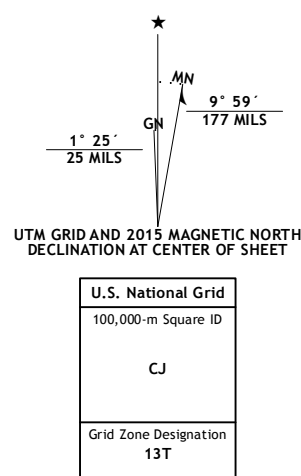 ★
MN
GN
9° 59´
177 MILS
1° 25´
25 MILS
UTM GRID AND 2015 MAGNETIC NORTH
DECLINATION AT CENTER OF SHEET
U.S. National Grid
100,000-m Square ID
CJ
Grid Zone Designation
13T